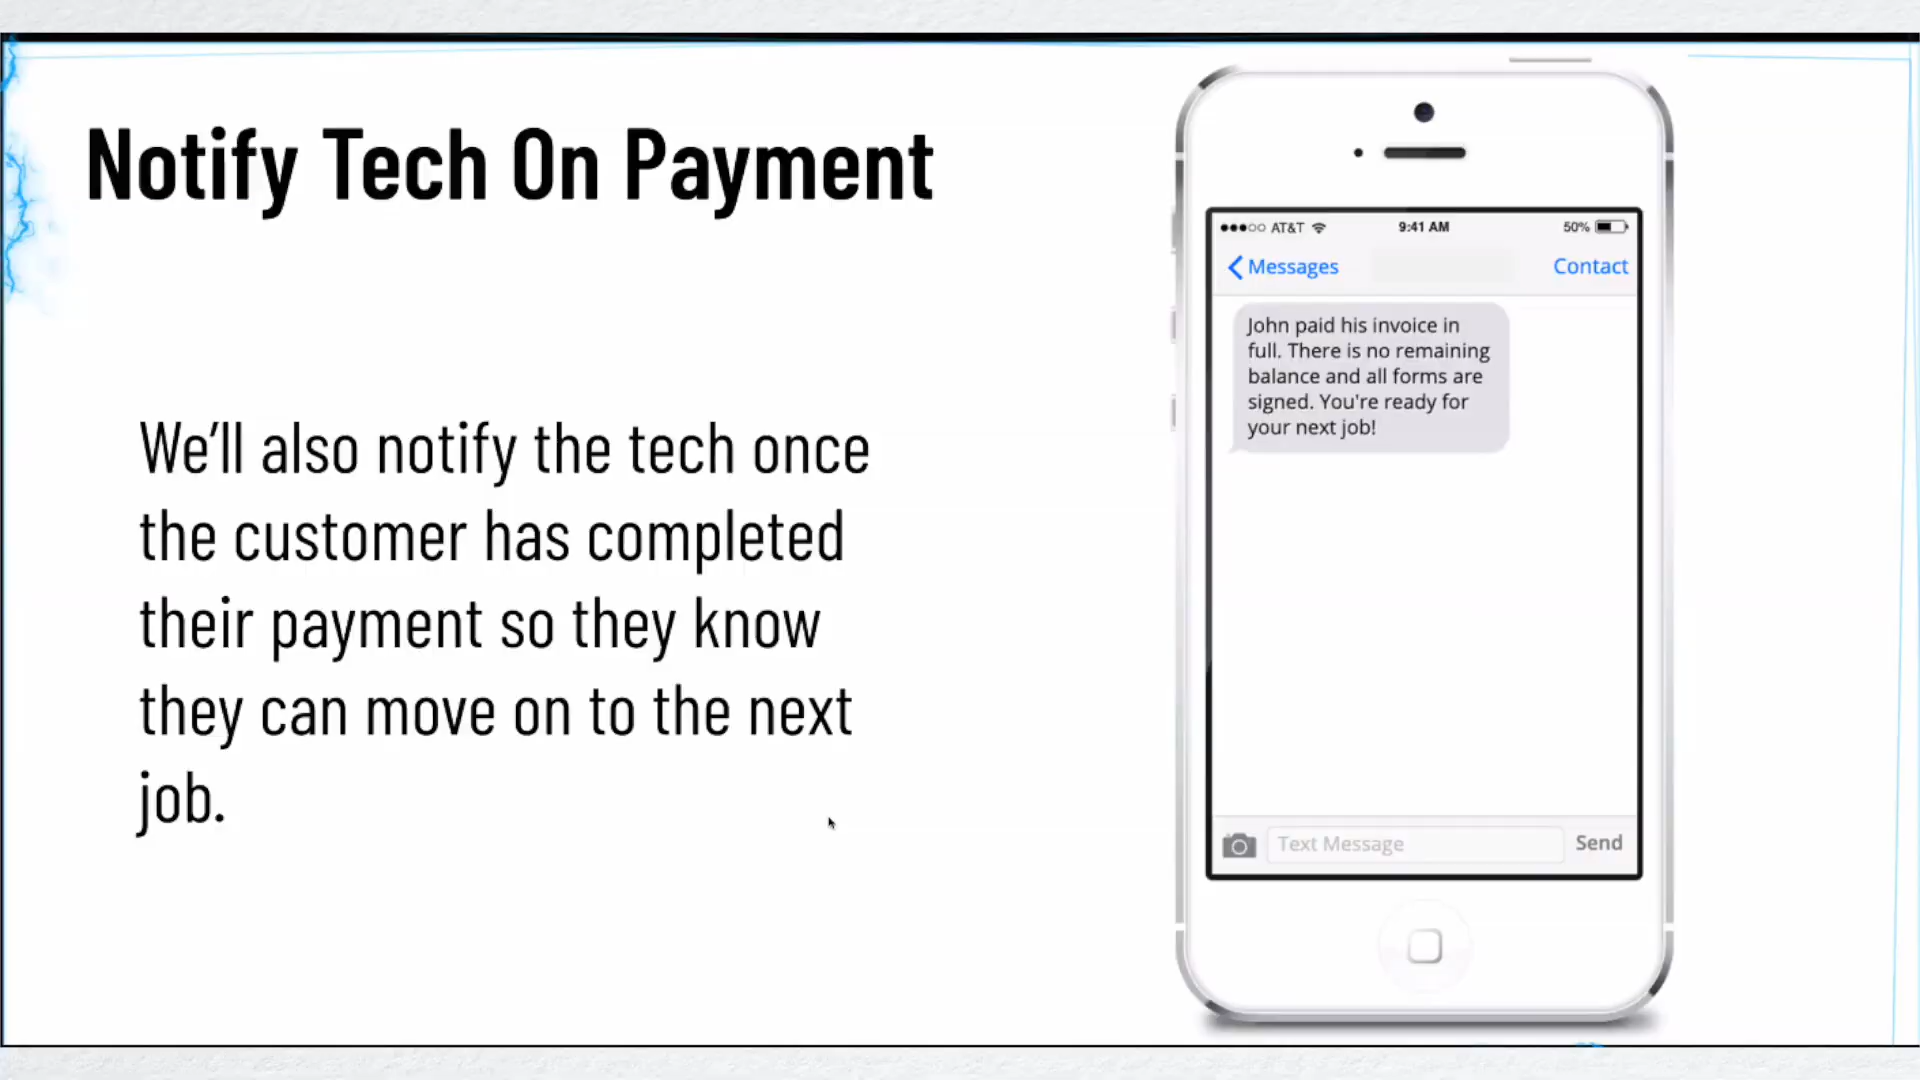 Notify Tech On Payment
We'll also notify the tech once
the customer has completed
their payment so they know
they can move on to the next
job.
AT&T
9:41 AM
50%
Messages
Contact
John paid his invoice in
full. There is no remaining
balance and all forms are
signed. You're ready for
your next job!
Text Message
Send